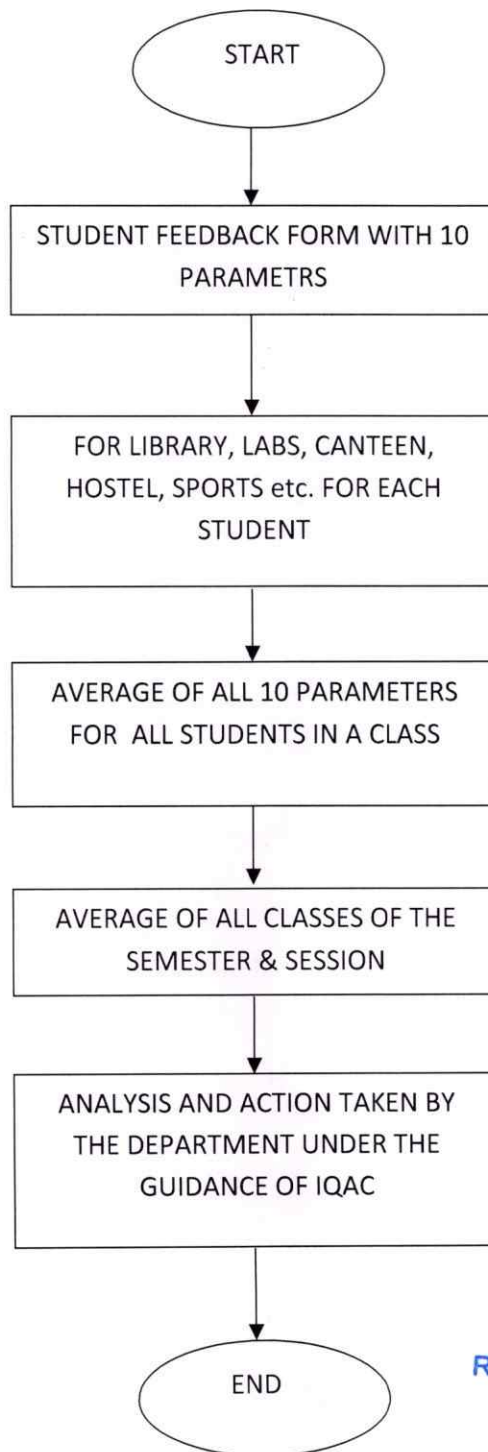 START
STUDENT FEEDBACK FORM WITH 10
PARAMETRS
FOR LIBRARY, LABS, CANTEEN,
HOSTEL, SPORTS etc. FOR EACH
STUDENT
AVERAGE OF ALL 10 PARAMETERS
FOR ALL STUDENTS IN A CLASS
AVERAGE OF ALL CLASSES OF THE
SEMESTER & SESSION
ANALYSIS AND ACTION TAKEN BY
THE DEPARTMENT UNDER THE
GUIDANCE OF IQAC
END
R